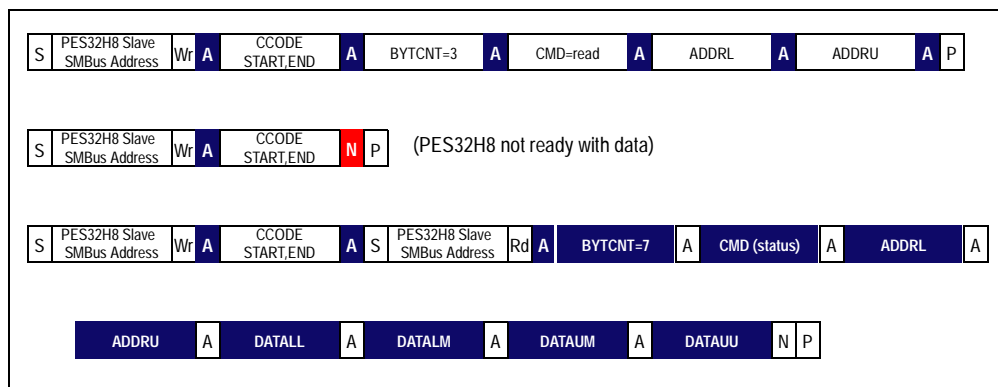 S PES32H8 Slave SMBus Address Wr A CCODE START,END A BYTCNT=3 A CMD=read A ADDRL A ADDRU A P
S PES32H8 Slave SMBus Address Wr A CCODE START,END N P (PES32H8 not ready with data)
S PES32H8 Slave SMBus Address Wr A CCODE START,END A S PES32H8 Slave SMBus Address Rd A BYTCNT=7 A CMD (status) A ADDRL A
ADDRU A DATALL A DATALM A DATAUM A DATAUU N P